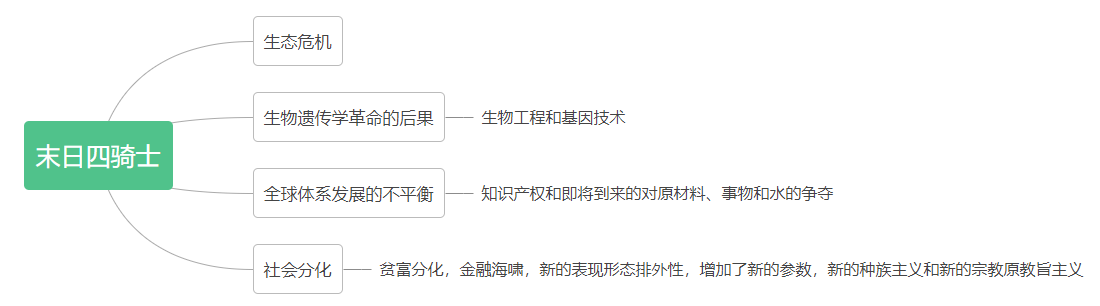 末日四骑士
生态危机
生物遗传学革命的后果
生物工程和基因技术
全球体系发展的不平衡
知识产权和即将到来的对原材料、事物和水的争夺
社会分化
贫富分化，金融海啸，新的表现形态排外性，增加了新的参数，新的种族主义和新的宗教原教旨主义